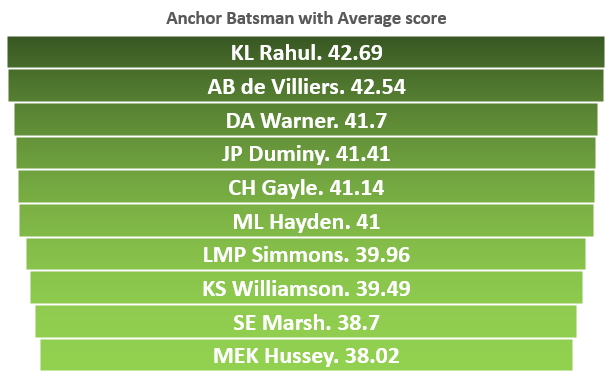 Anchor Batsman with Average score
KL Rahul. 42.69
AB de Villiers. 42.54
DA Warner. 41.7
JP Duminy. 41.41
CH Gayle. 41.14
ML Hayden. 41
LMP Simmons. 39.96
KS Williamson. 39.49
SE Marsh. 38.7
MEK Hussey. 38.02